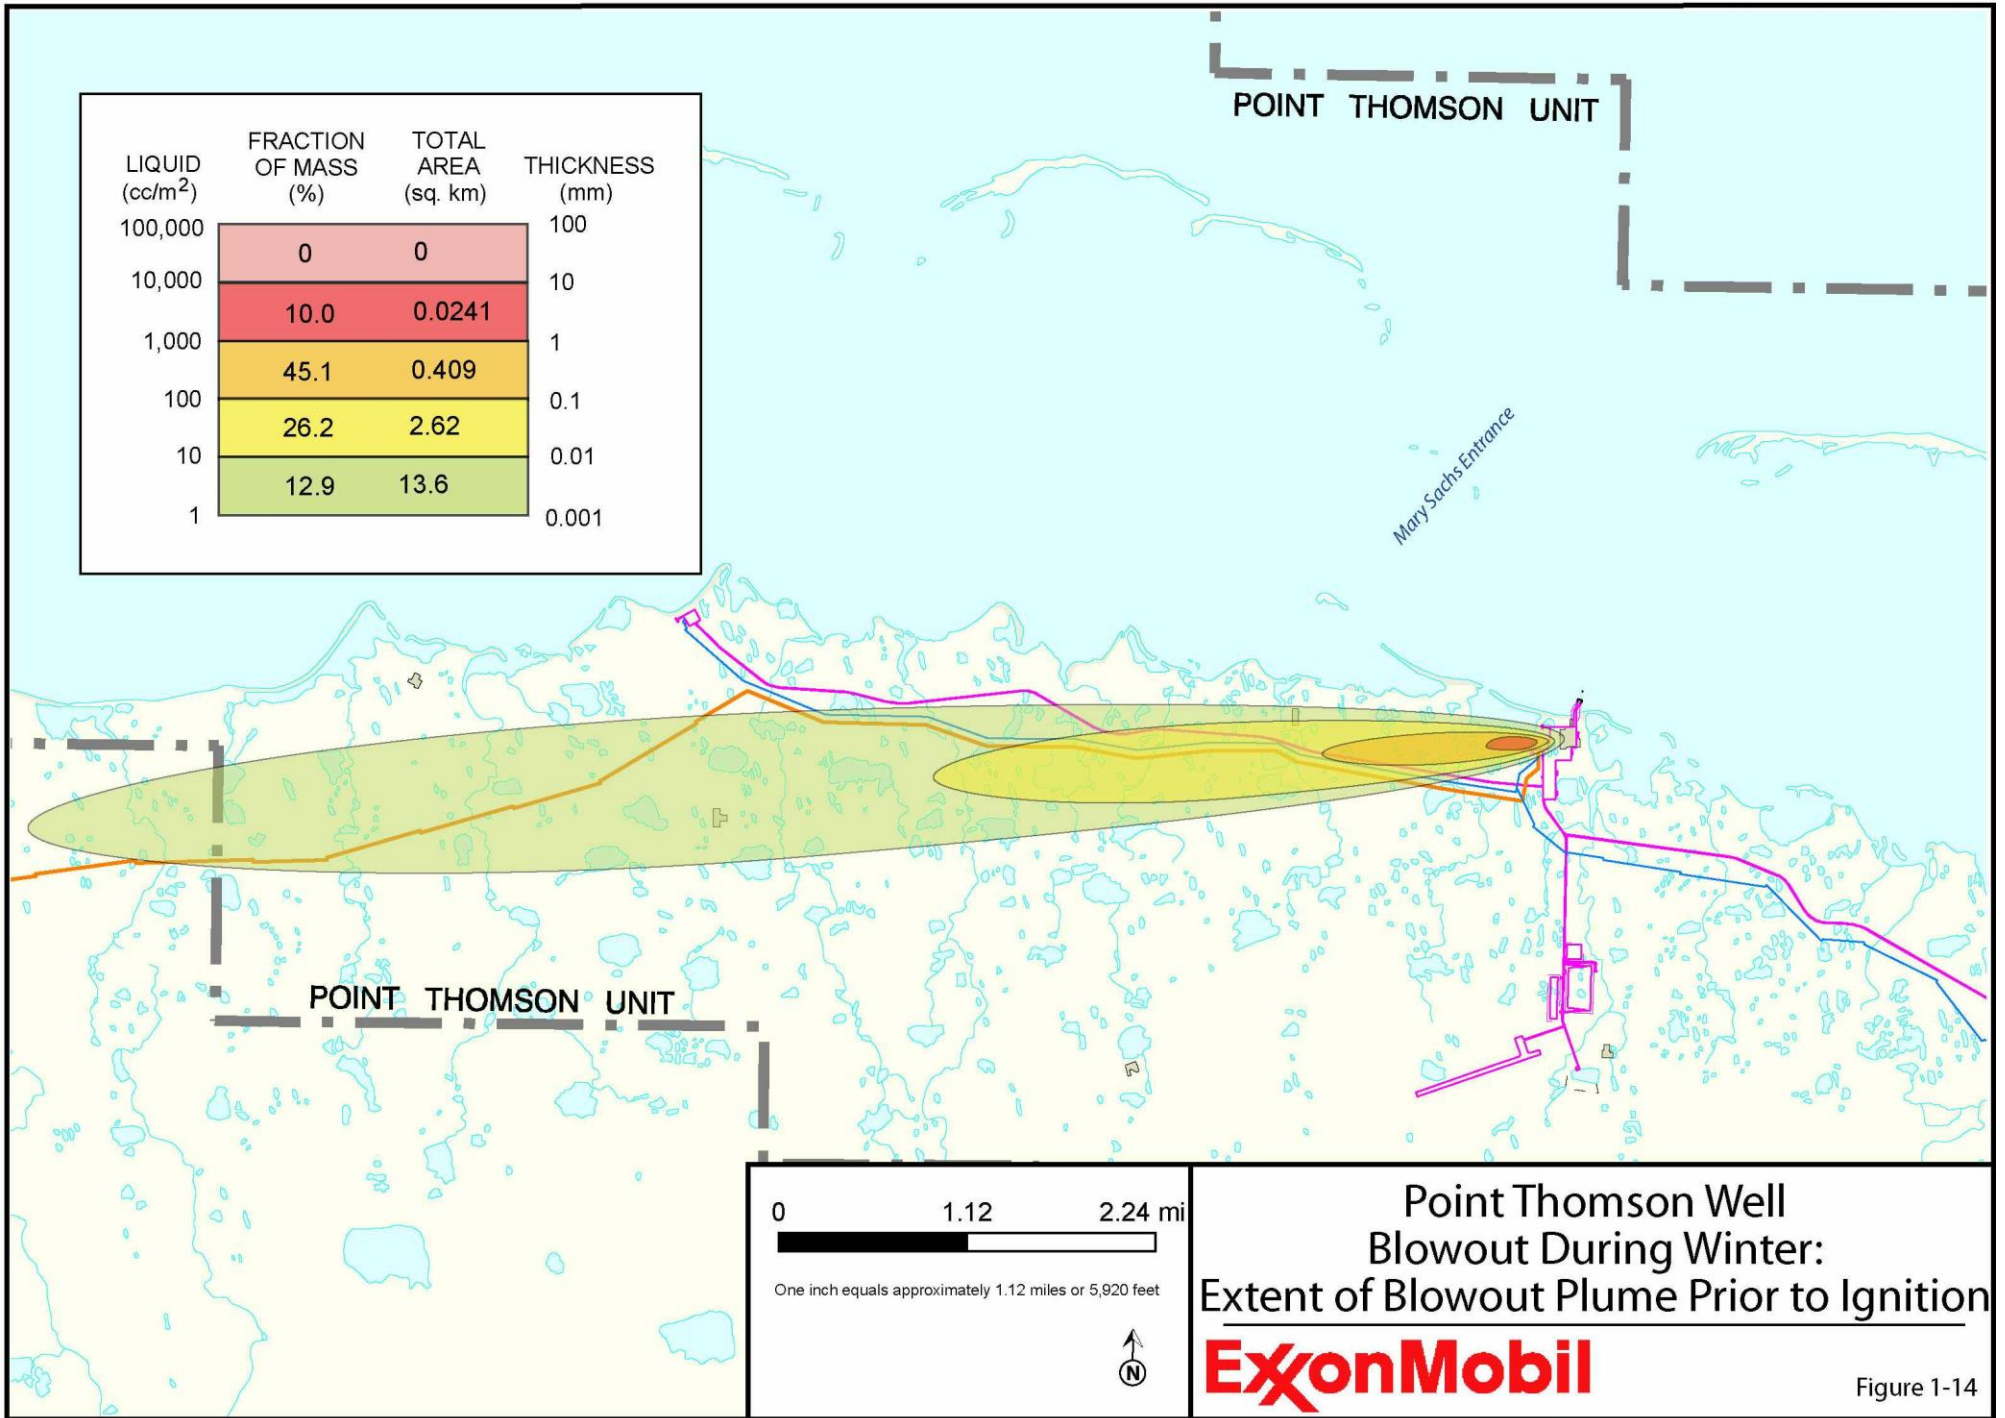 POINT THOMSON UNIT
LIQUID
(cc/m²)
FRACTION
OF MASS
(%)
TOTAL
AREA
(sq. km)
THICKNESS
(mm)
100,000
100
0 0
10,000
10
10.0 0.0241
1,000
1
45.1 0.409
100
0.1
26.2 2.62
10
0.01
12.9 13.6
1
0.001
Mary Sachs Entrance
POINT THOMSON UNIT
0 1.12 2.24 mi
One inch equals approximately 1.12 miles or 5,920 feet
N
Point Thomson Well
Blowout During Winter:
Extent of Blowout Plume Prior to Ignition
ExxonMobil
Figure 1-14